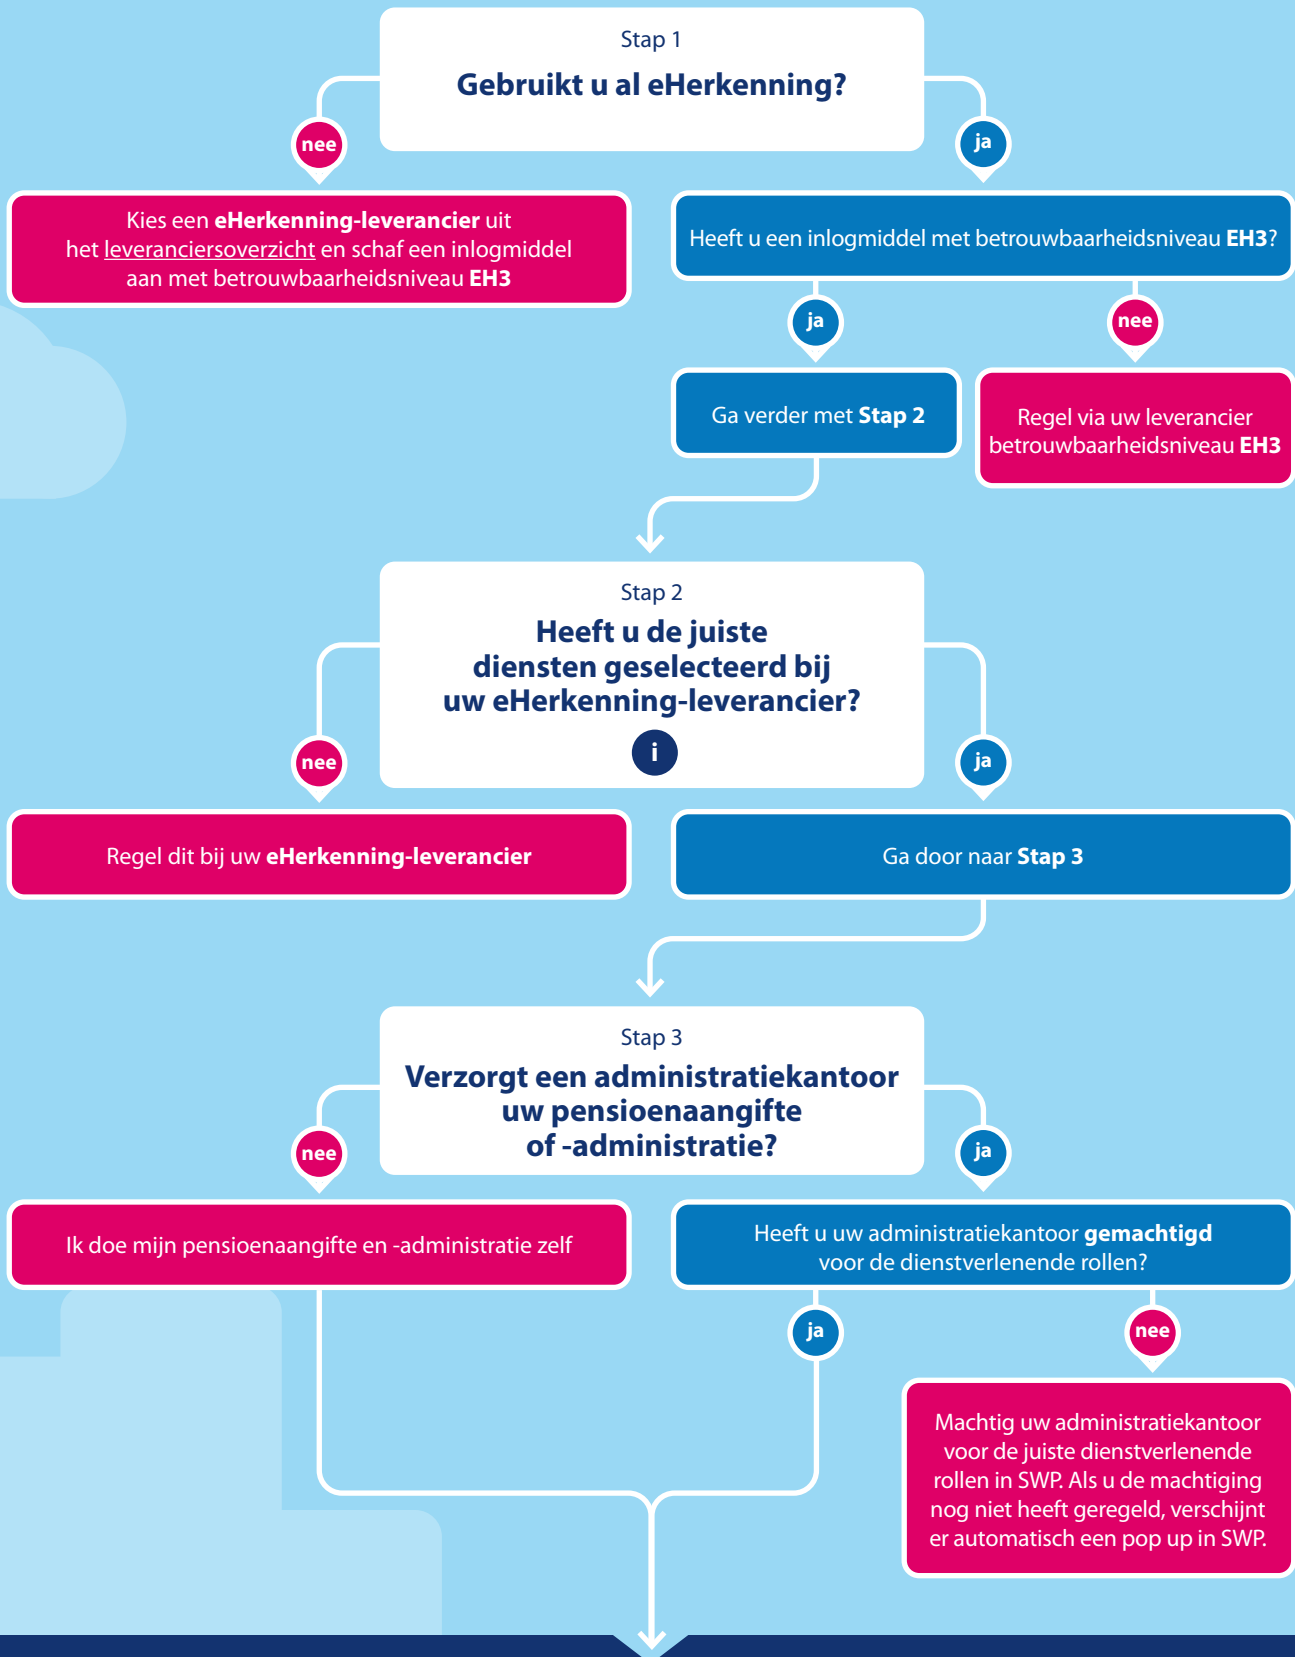 Stap 1
Gebruikt u al eHerkenning?
nee
ja
Kies een eHerkenning-leverancier uit
het leveranciersoverzicht en schaf een inlogmiddel
aan met betrouwbaarheidsniveau EH3
Heeft u een inlogmiddel met betrouwbaarheidsniveau EH3?
ja
nee
Ga verder met Stap 2
Regel via uw leverancier
betrouwbaarheidsniveau EH3
Stap 2
Heeft u de juiste
diensten geselecteerd bij
uw eHerkenning-leverancier?
i
nee
ja
Regel dit bij uw eHerkenning-leverancier
Ga door naar Stap 3
Stap 3
Verzorgt een administratiekantoor
uw pensioenaangifte
of -administratie?
nee
ja
Ik doe mijn pensioenaangifte en -administratie zelf
Heeft u uw administratiekantoor gemachtigd
voor de dienstverlenende rollen?
ja
nee
Machtig uw administratiekantoor
voor de juiste dienstverlenende
rollen in SWP. Als u de machtiging
nog niet heeft geregeld, verschijnt
er automatisch een pop up in SWP.